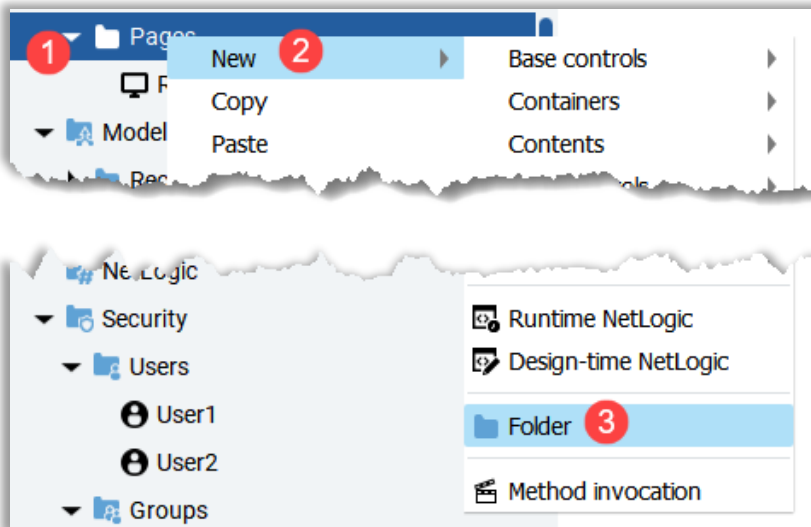 Pages
1
New
2
Base controls
Copy
Containers
Model
Paste
Contents
NetLogic
Security
Runtime NetLogic
Users
Design-time NetLogic
User1
Folder
3
User2
Groups
Method invocation